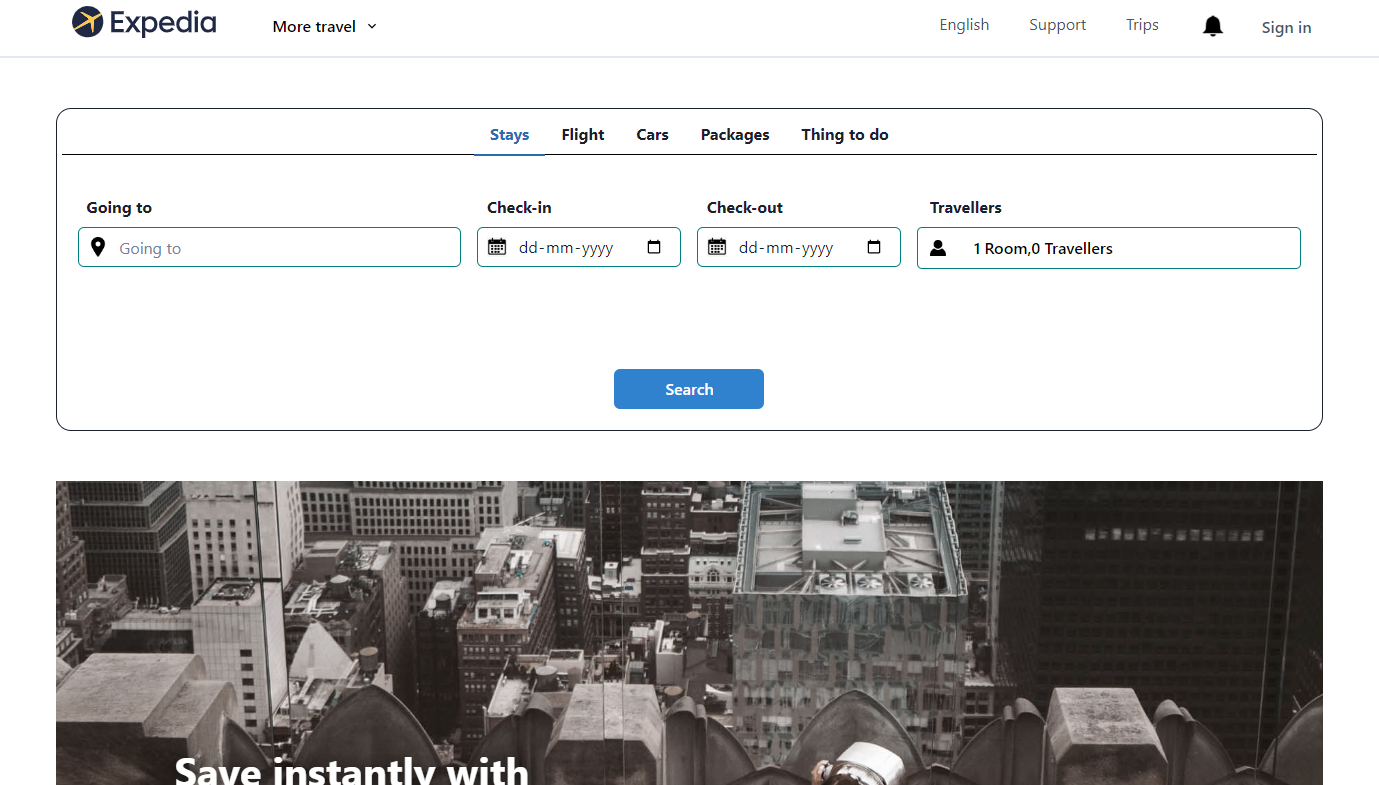 Expedia
More travel
English
Support
Trips
Sign in
Stays
Flight
Cars
Packages
Thing to do
Going to
Check-in
Check-out
Travellers
Going to
dd-mm-yyyy
dd-mm-yyyy
1 Room,0 Travellers
Search
Save instantly with